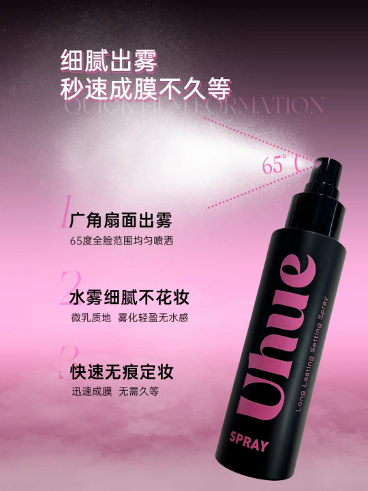 细腻出雾
秒速成膜不久等
QUICK FILM FORMATION
65°
1
广角扇面出雾
65度全脸范围均匀喷洒
2
水雾细腻不花妆
微乳质地 雾化轻盈无水感
3
快速无痕定妆
迅速成膜 无需久等
Uhue
Long Lasting Setting Spray
SPRAY